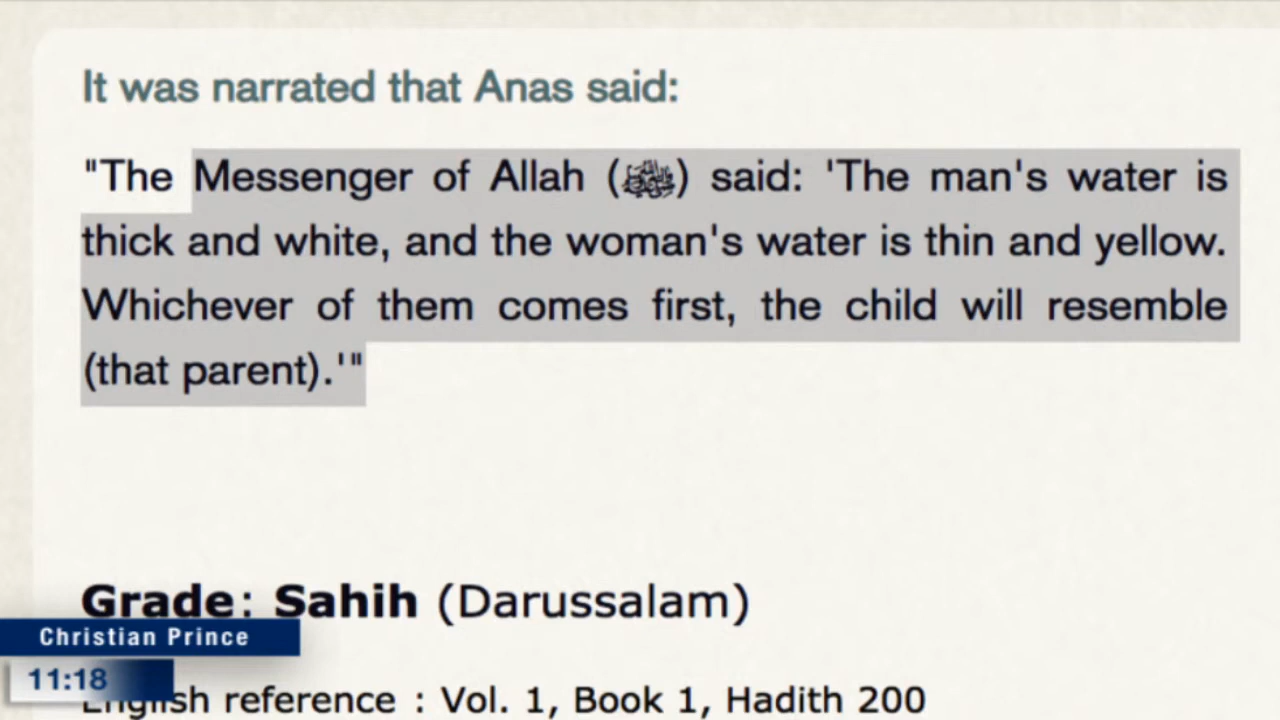 It was narrated that Anas said:
"The Messenger of Allah (ﷺ) said: 'The man's water is
thick and white, and the woman's water is thin and yellow.
Whichever of them comes first, the child will resemble
(that parent).'"
Grade: Sahih (Darussalam)
Christian Prince
11:18
English reference : Vol. 1, Book 1, Hadith 200